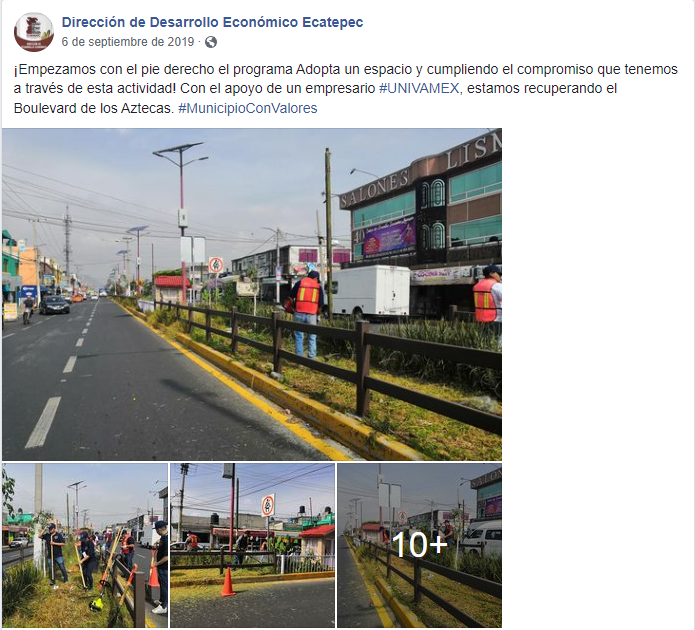 Dirección de Desarrollo Económico Ecatepec
6 de septiembre de 2019 ·
¡Empezamos con el pie derecho el programa Adopta un espacio y cumpliendo el compromiso que tenemos
a través de esta actividad! Con el apoyo de un empresario #UNIVAMEX, estamos recuperando el
Boulevard de los Aztecas. #MunicipioConValores
SALONES LISM
10+